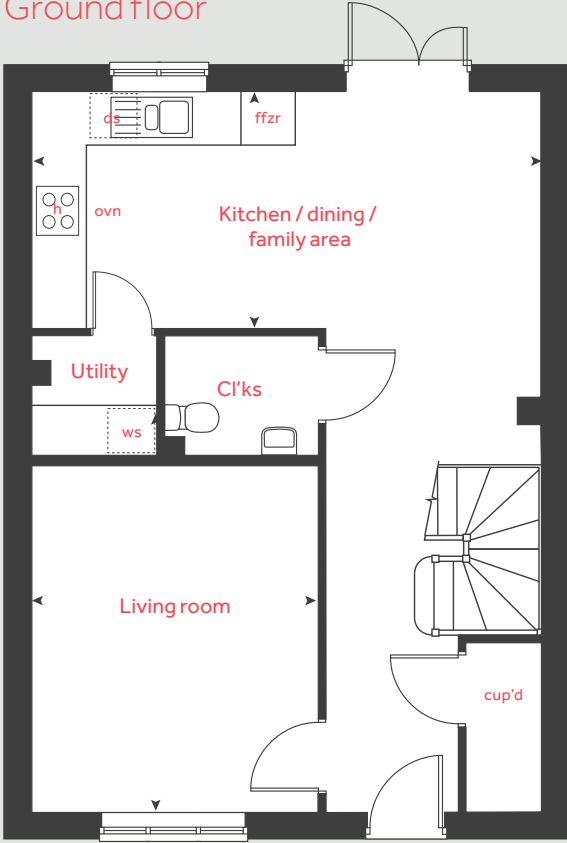 Ground floor
ds
ffzr
h
ovn
Kitchen / dining /
family area
Utility
Cl'ks
ws
Living room
cup'd